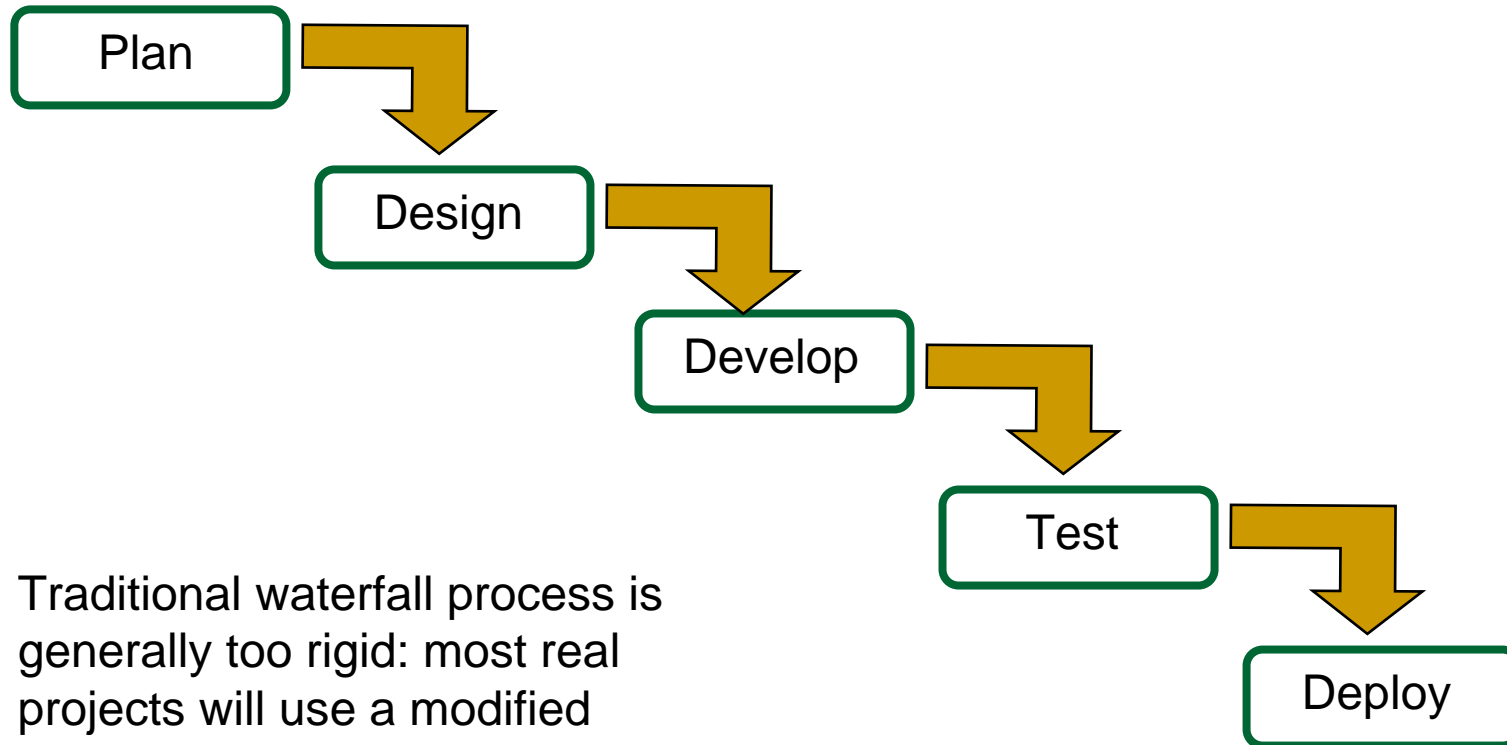 Plan
Design
Develop
Test
Deploy
Traditional waterfall process is
generally too rigid: most real
projects will use a modified